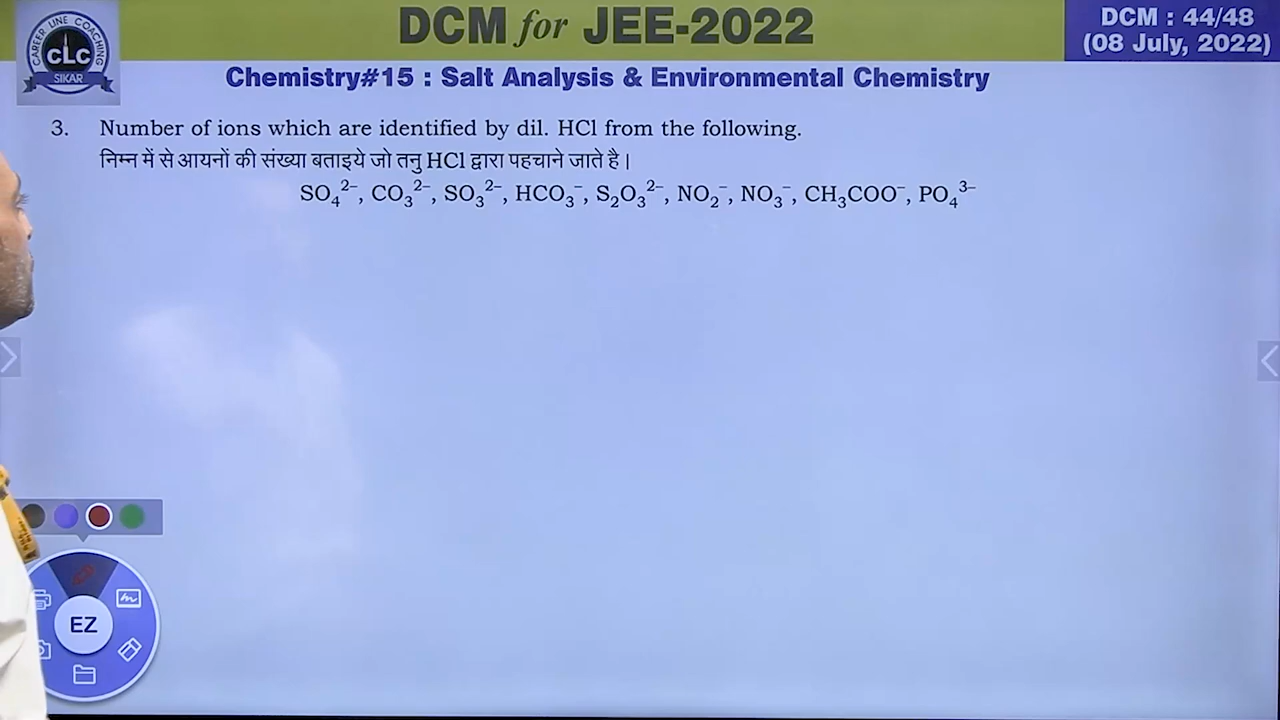 DCM for JEE-2022
DCM : 44/48
(08 July, 2022)
CAREER LINE COACHING
CLC
SIKAR
Chemistry#15 : Salt Analysis & Environmental Chemistry
3. Number of ions which are identified by dil. HCl from the following.
निम्न में से आयनों की संख्या बताइये जो तनु HCl द्वारा पहचाने जाते है।
SO₄²⁻, CO₃²⁻, SO₃²⁻, HCO₃⁻, S₂O₃²⁻, NO₂⁻, NO₃⁻, CH₃COO⁻, PO₄³⁻
EZ